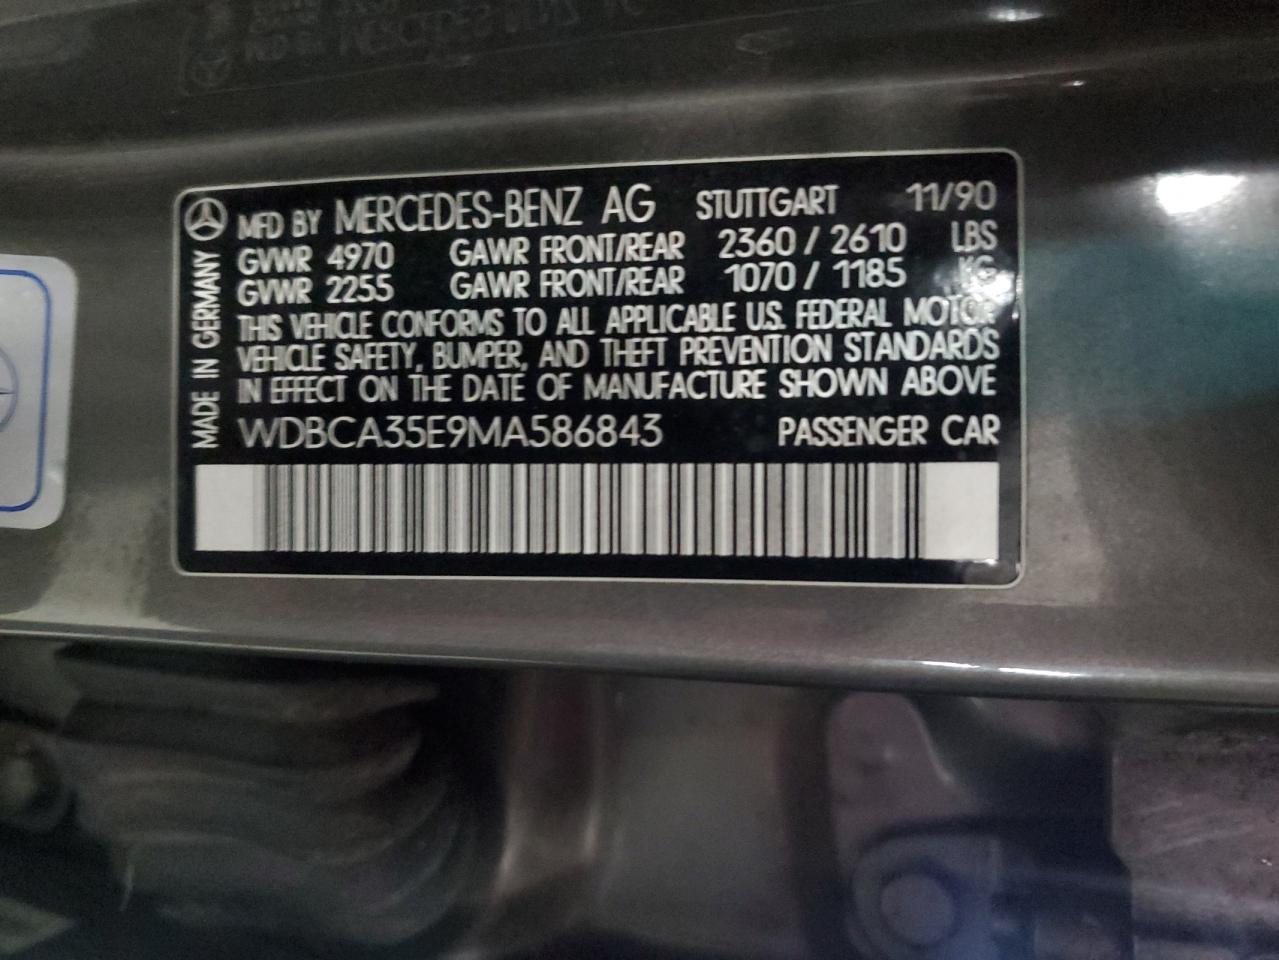 MFD BY MERCEDES-BENZ AG STUTTGART 11/90
GVWR 4970 GAWR FRONT/REAR 2360 / 2610 LBS
GVWR 2255 GAWR FRONT/REAR 1070 / 1185 KG
THIS VEHICLE CONFORMS TO ALL APPLICABLE U.S. FEDERAL MOTOR
VEHICLE SAFETY, BUMPER, AND THEFT PREVENTION STANDARDS
IN EFFECT ON THE DATE OF MANUFACTURE SHOWN ABOVE
WDBCA35E9MA586843 PASSENGER CAR
MADE IN GERMANY